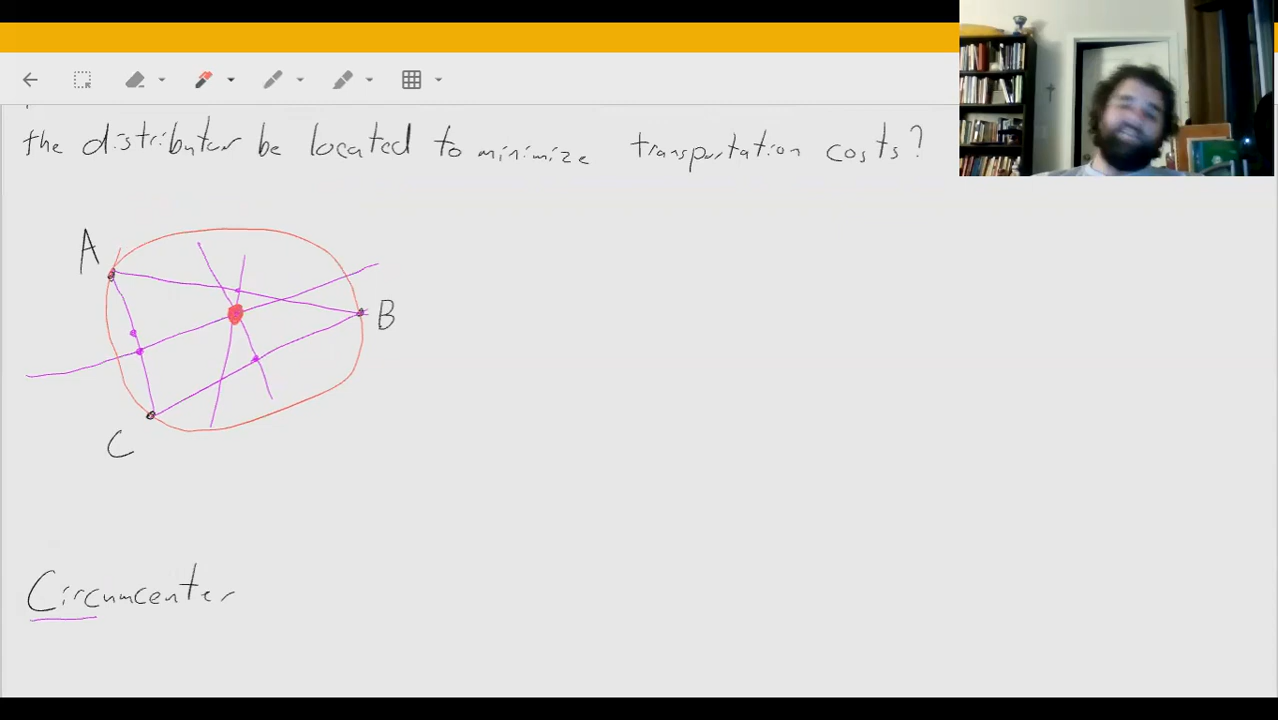 the distributor be located to minimize transportation costs?
A
B
C
Circumcenter